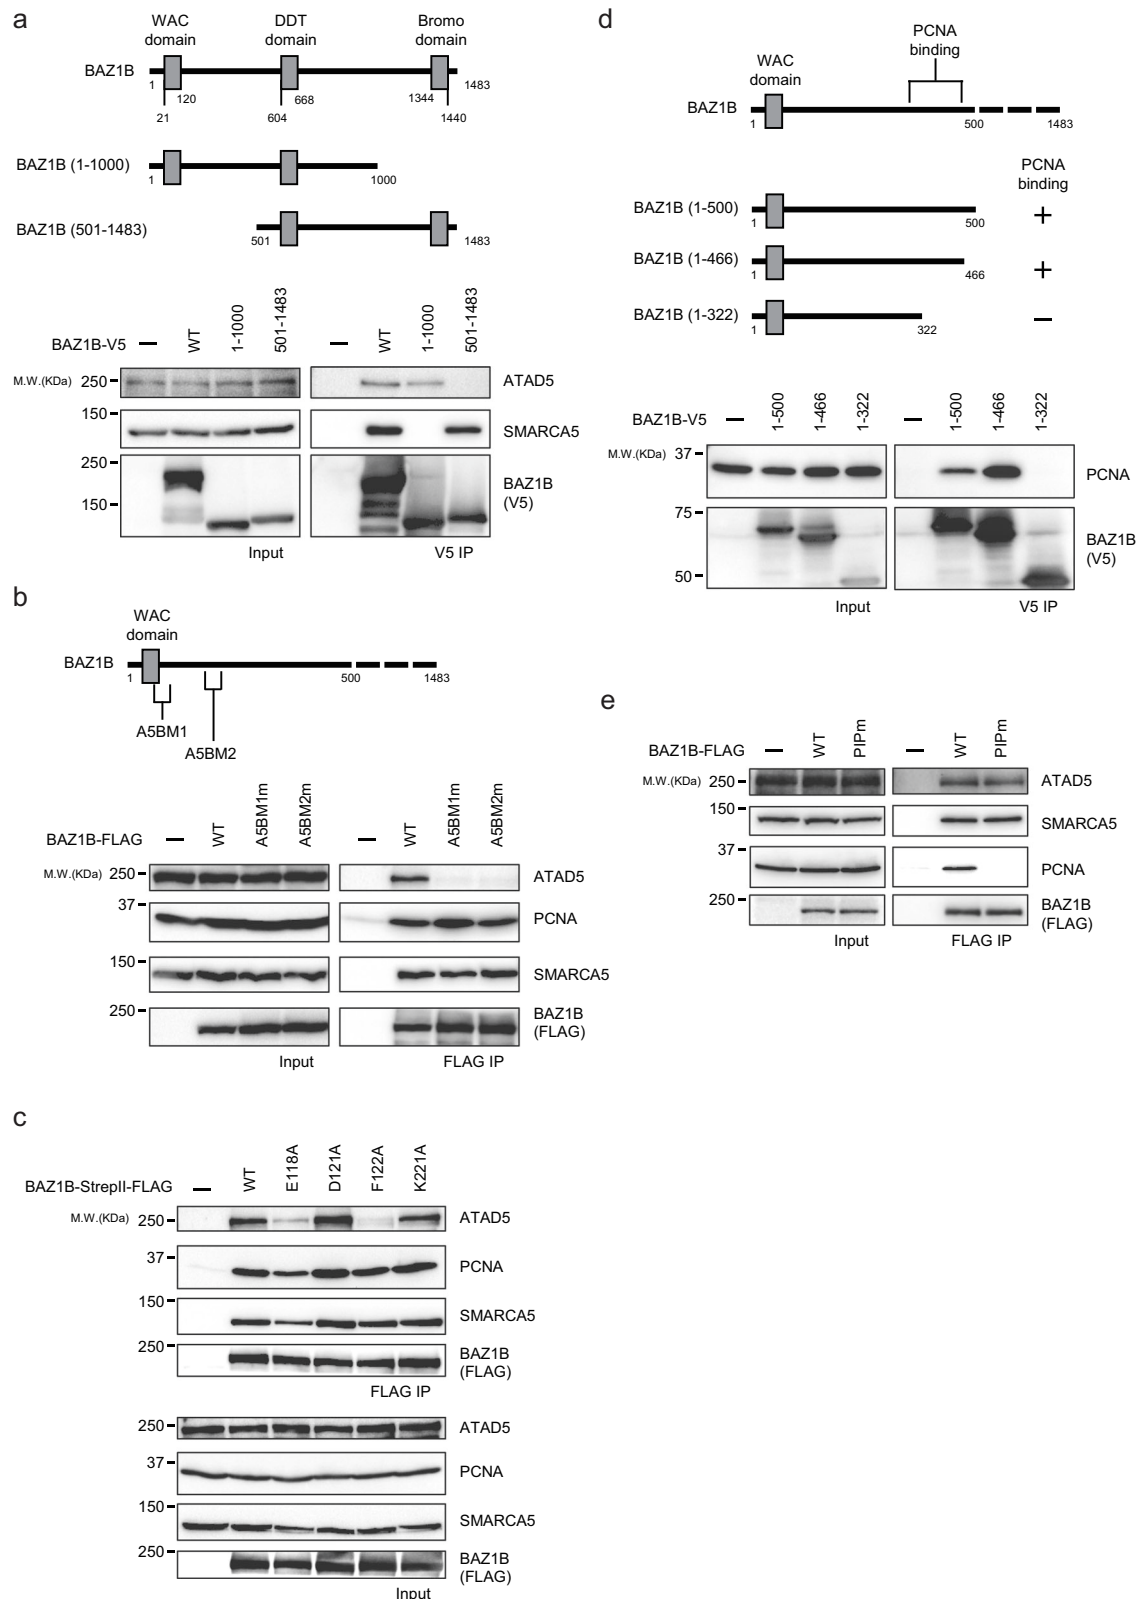 a
WAC domain
DDT domain
Bromo domain
BAZ1B
1
120
668
1344
1483
21
604
1440
BAZ1B (1-1000)
1
1000
BAZ1B (501-1483)
501
1483
BAZ1B-V5
— WT 1-1000 501-1483
— WT 1-1000 501-1483
M.W.(KDa) 250
ATAD5
150
SMARCA5
250
150
BAZ1B
(V5)
Input
V5 IP
b
WAC
domain
BAZ1B
1
500
1483
A5BM1
A5BM2
BAZ1B-FLAG
— WT A5BM1m A5BM2m
— WT A5BM1m A5BM2m
M.W.(KDa) 250
ATAD5
37
PCNA
150
SMARCA5
250
BAZ1B
(FLAG)
Input
FLAG IP
c
BAZ1B-StrepII-FLAG
— WT E118A D121A F122A K221A
M.W.(KDa) 250
ATAD5
37
PCNA
150
SMARCA5
250
BAZ1B
(FLAG)
FLAG IP
250
ATAD5
37
PCNA
150
SMARCA5
250
BAZ1B
(FLAG)
Input
d
PCNA
binding
WAC
domain
BAZ1B
1
500
1483
PCNA
binding
BAZ1B (1-500)
1
500
+
BAZ1B (1-466)
1
466
+
BAZ1B (1-322)
1
322
—
BAZ1B-V5
— 1-500 1-466 1-322
— 1-500 1-466 1-322
M.W.(KDa) 37
PCNA
75
50
BAZ1B
(V5)
Input
V5 IP
e
BAZ1B-FLAG
— WT PIPm
— WT PIPm
M.W.(KDa) 250
ATAD5
150
SMARCA5
37
PCNA
250
BAZ1B
(FLAG)
Input
FLAG IP